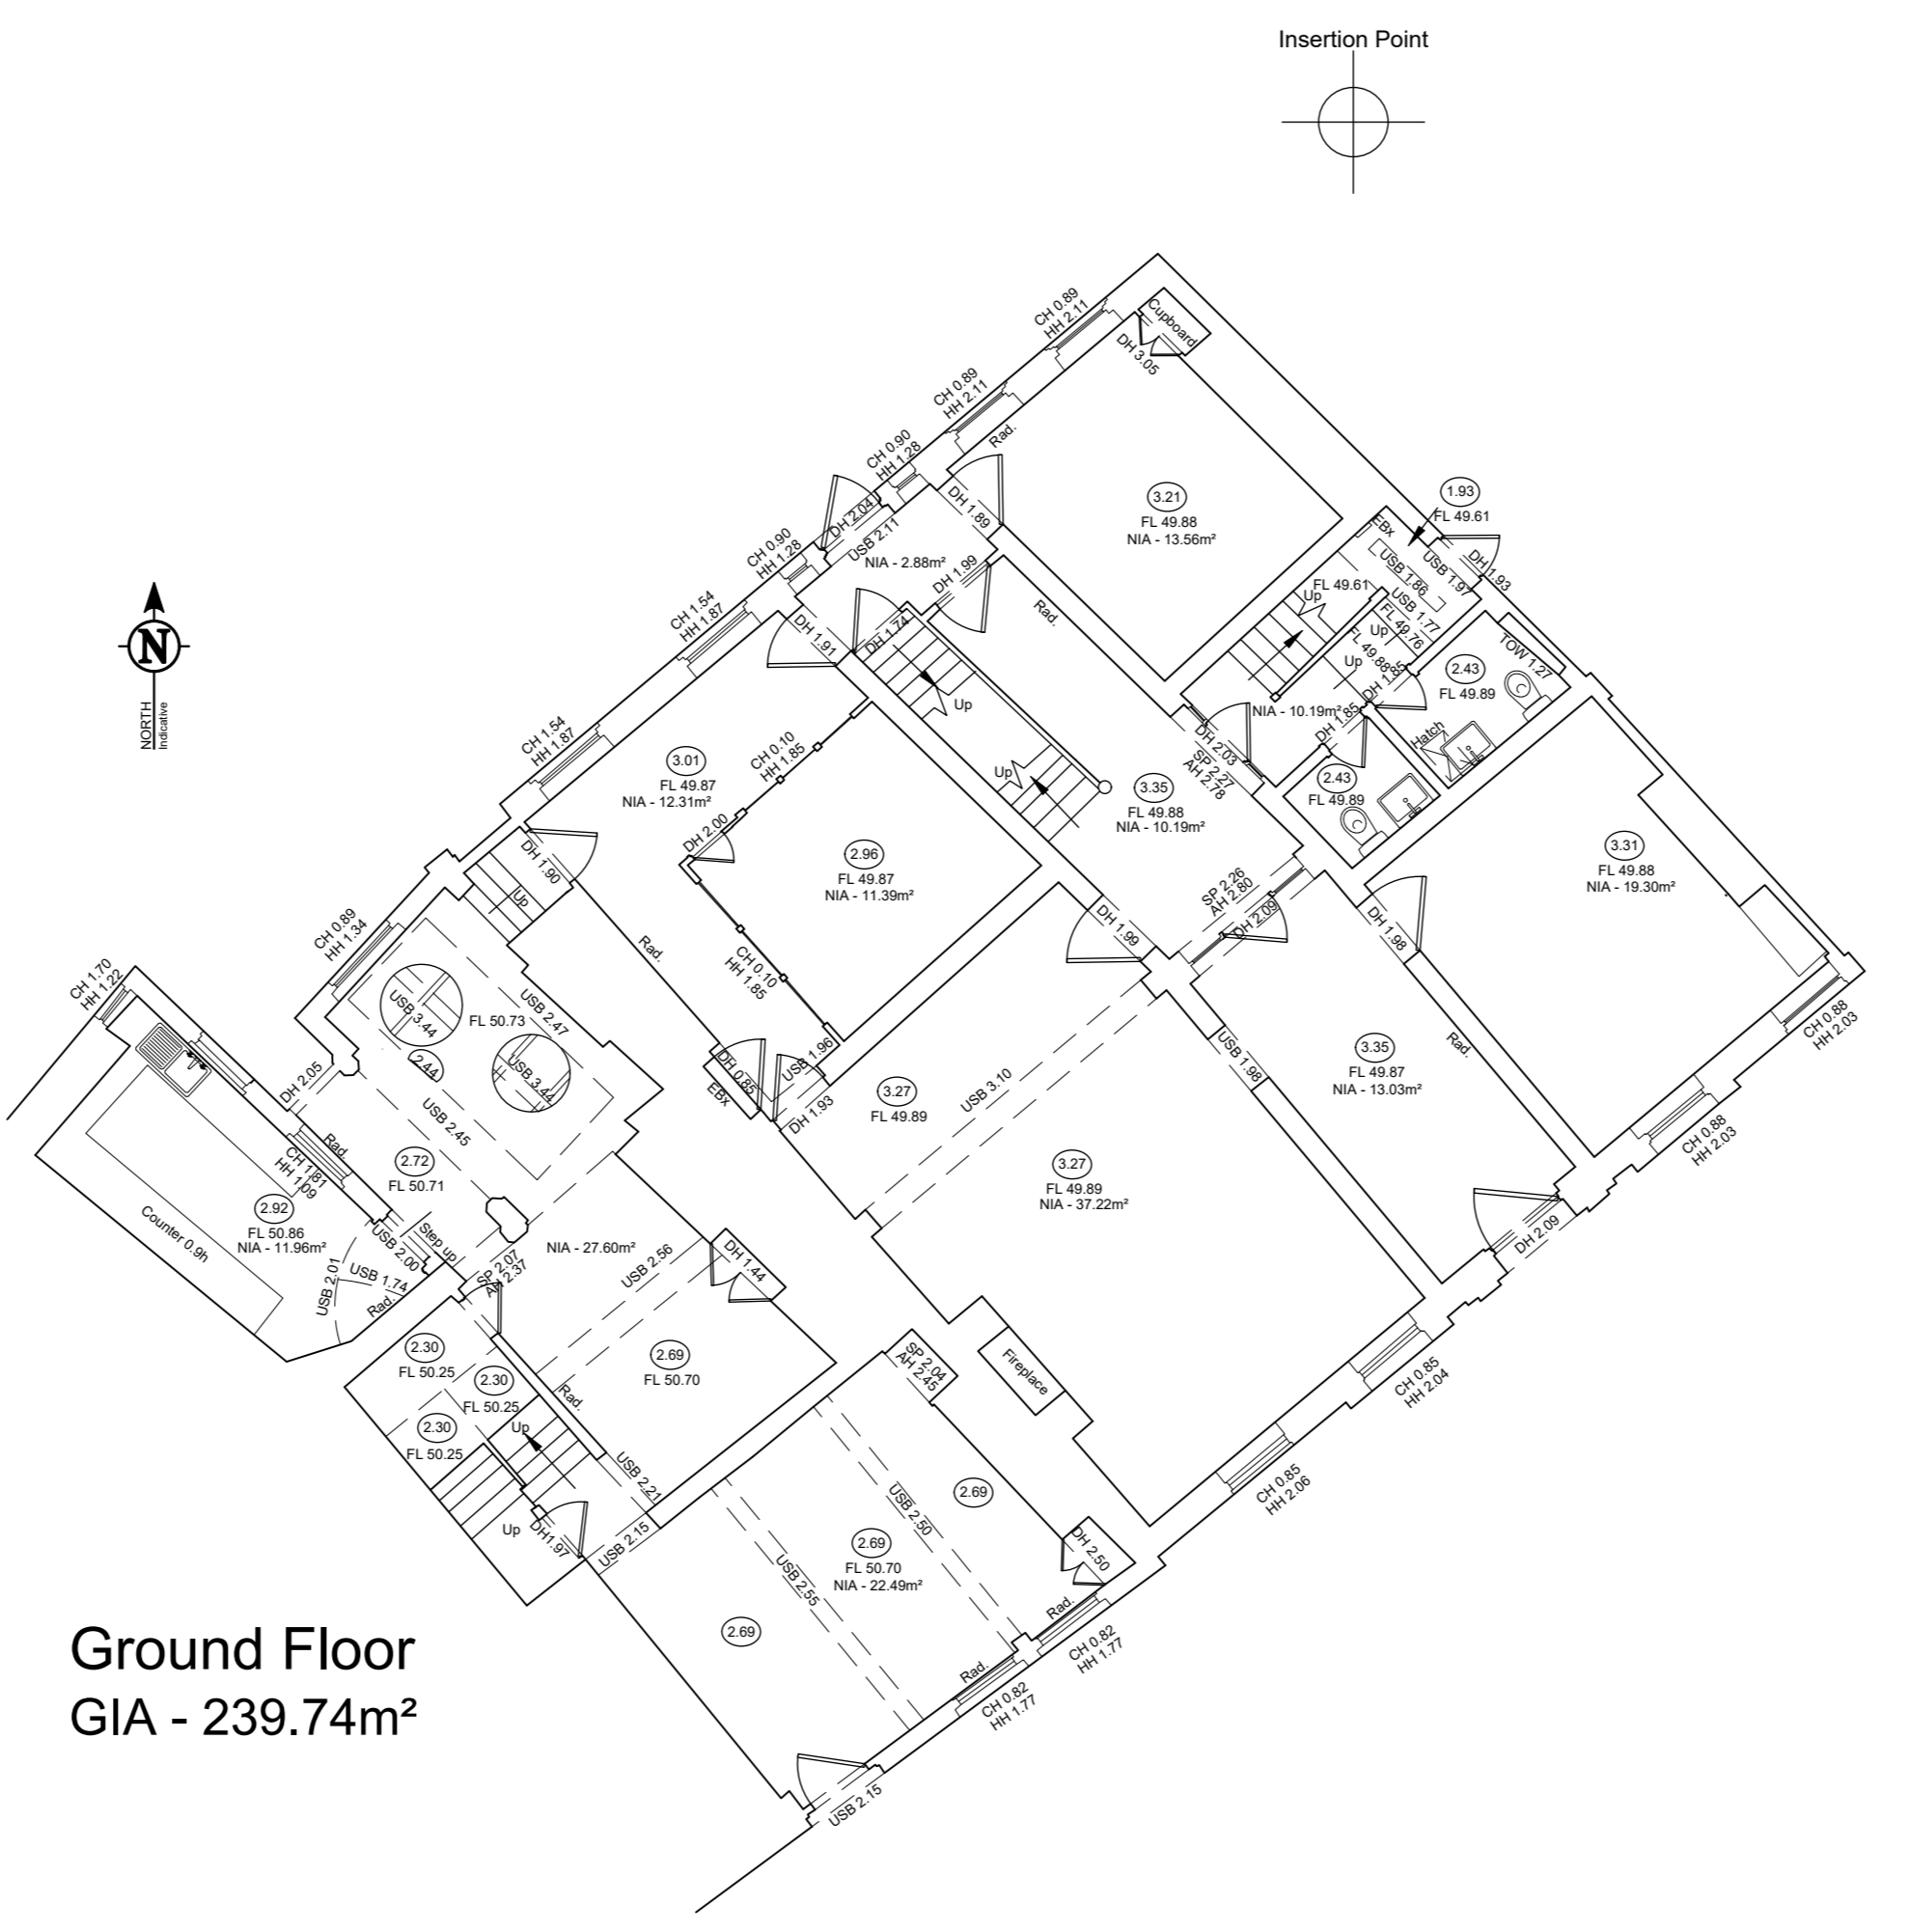 Insertion Point
CH 0.89
HH 2.11
Cupboard
DH 3.05
CH 0.89
HH 2.11
Rad.
CH 0.90
HH 1.28
DH 2.04
USB 2.11
DH 1.89
3.21
FL 49.88
NIA - 13.56m²
1.93
FL 49.61
EBx
USB 1.86
USB 1.97
DH 1.93
CH 0.90
HH 1.28
NIA - 2.88m²
DH 1.99
Rad.
FL 49.61
Up
USB 1.77
FL 49.76
Up
FL 49.88
Up
DH 1.85
TOW 1.27
2.43
FL 49.89
N
NORTH
Indicative
CH 1.54
HH 1.87
DH 1.91
DH 1.74
Up
Up
NIA - 10.19m²
DH 1.85
Hatch
DH 2.03
SP 2.27
AH 2.78
2.43
FL 49.89
CH 1.54
HH 1.87
3.01
FL 49.87
NIA - 12.31m²
CH 0.10
HH 1.85
DH 2.00
3.35
FL 49.88
NIA - 10.19m²
2.96
FL 49.87
NIA - 11.39m²
3.31
FL 49.88
NIA - 19.30m²
DH 1.90
Up
SP 2.26
AH 2.80
DH 2.09
DH 1.99
DH 1.98
CH 0.89
HH 1.34
Rad.
CH 0.10
HH 1.85
CH 1.70
HH 1.22
USB 3.44
FL 50.73
USB 2.47
2.44
USB 3.44
DH 2.05
USB 2.45
DH 0.85
EBx
USB 1.96
DH 1.93
3.27
FL 49.89
USB 3.10
USB 1.98
3.35
FL 49.87
NIA - 13.03m²
Rad.
CH 0.88
HH 2.03
CH 0.88
HH 2.03
Rad.
CH 1.81
HH 1.09
2.72
FL 50.71
3.27
FL 49.89
NIA - 37.22m²
2.92
FL 50.86
NIA - 11.96m²
Counter 0.9h
USB 2.00
Step up
USB 2.01
USB 1.74
Rad.
SP 2.07
AH 2.37
NIA - 27.60m²
USB 2.56
DH 1.44
DH 2.09
2.30
FL 50.25
2.30
FL 50.25
2.30
FL 50.25
Up
Rad.
2.69
FL 50.70
SP 2.04
AH 2.45
Fireplace
CH 0.85
HH 2.04
USB 2.21
Up
DH1.97
USB 2.15
USB 2.50
2.69
CH 0.85
HH 2.06
USB 2.55
2.69
FL 50.70
NIA - 22.49m²
DH 2.50
Rad.
2.69
CH 0.82
HH 1.77
Rad.
CH 0.82
HH 1.77
USB 2.15
Ground Floor
GIA - 239.74m²